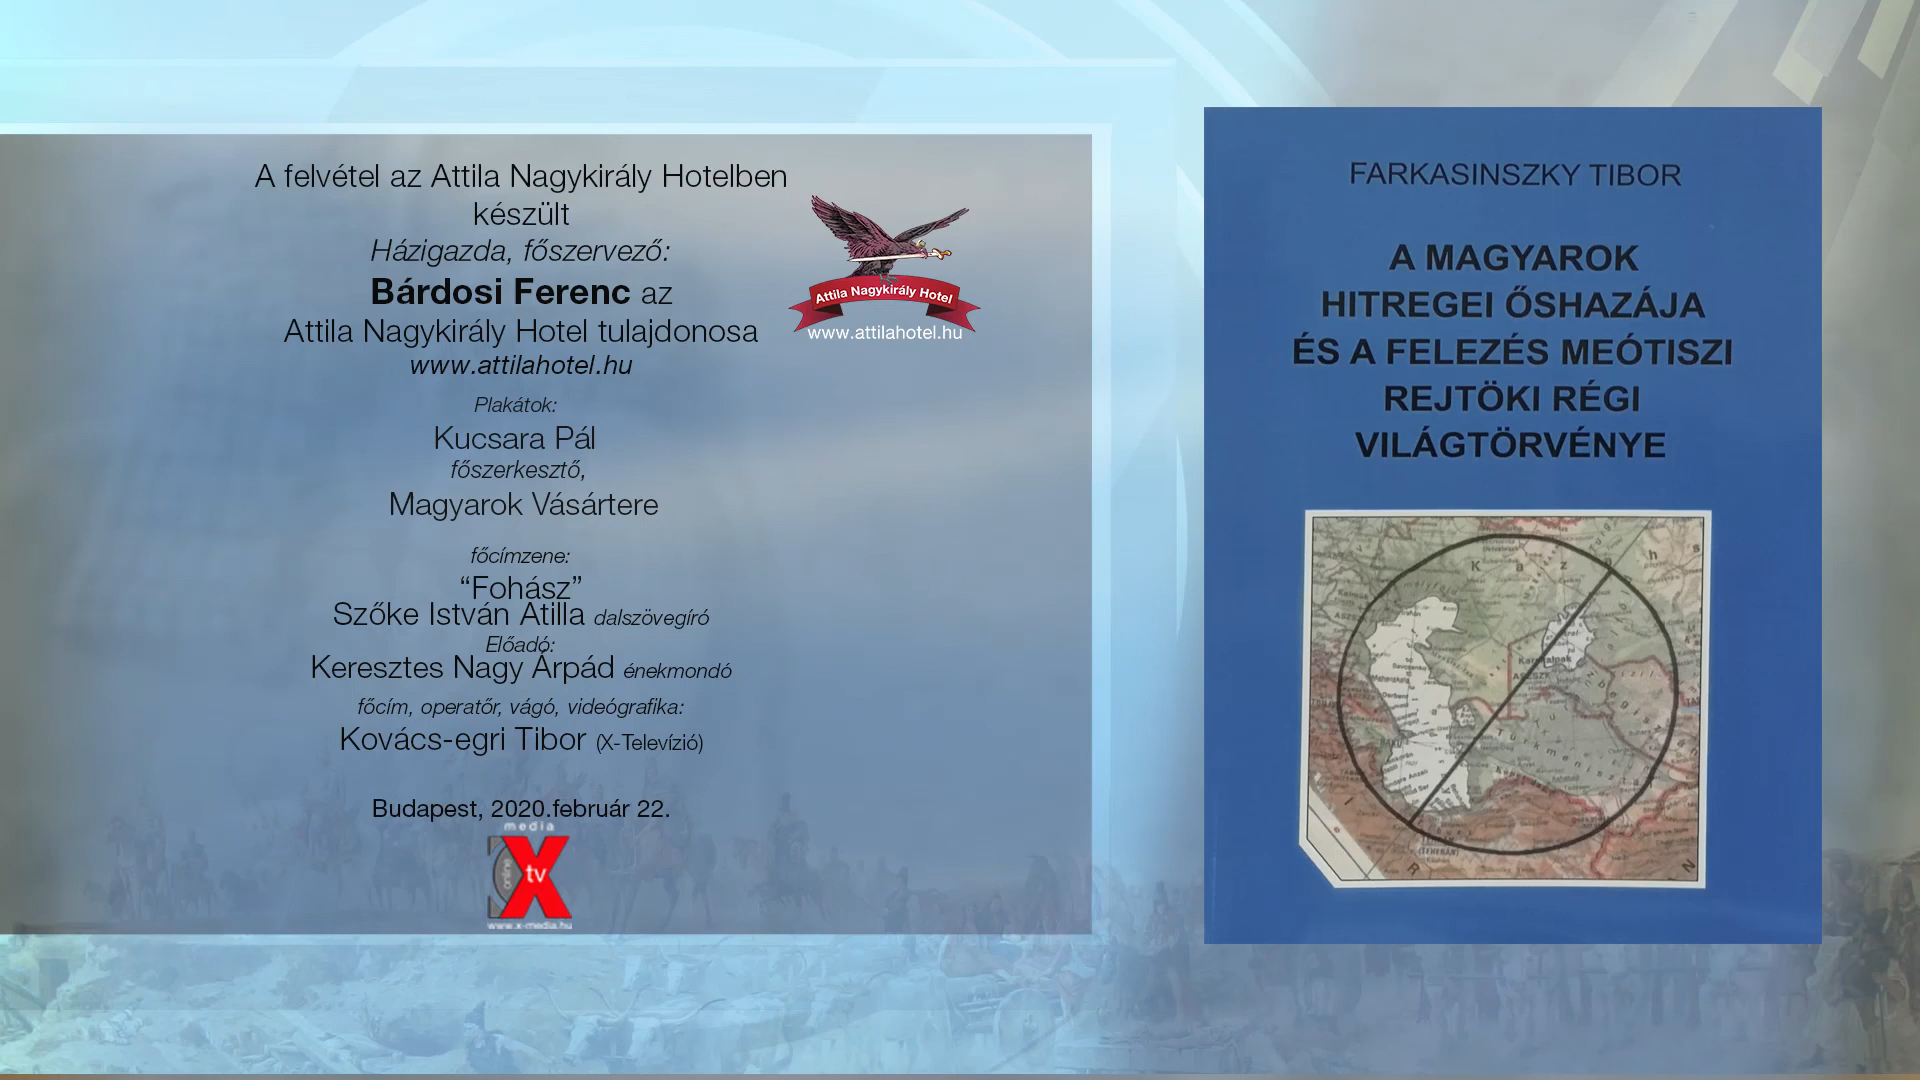 A felvétel az Attila Nagykirály Hotelben
készült
Házigazda, főszervező:
Bárdosi Ferenc az
Attila Nagykirály Hotel tulajdonosa
www.attilahotel.hu
Attila Nagykirály Hotel
www.attilahotel.hu
Plakátok:
Kucsara Pál
főszerkesztő,
Magyarok Vásártere
főcímzene:
“Fohász”
Szőke István Atilla dalszövegíró
Előadó:
Keresztes Nagy Árpád énekmondó
főcím, operatőr, vágó, videógrafika:
Kovács-egri Tibor (X-Televízió)
Budapest, 2020.február 22.
media
online
tv
www.x-media.hu
FARKASINSZKY TIBOR
A MAGYAROK
HITREGEI ŐSHAZÁJA
ÉS A FELEZÉS MEÓTISZI
REJTÖKI RÉGI
VILÁGTÖRVÉNYE